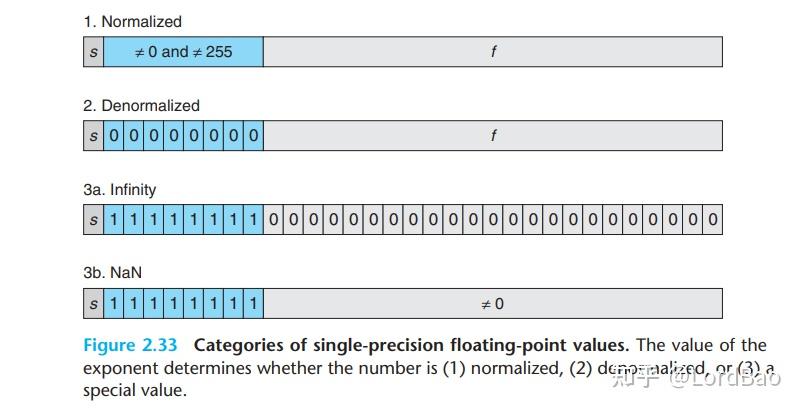 1. Normalized
s ≠ 0 and ≠ 255 f
2. Denormalized
s 0 0 0 0 0 0 0 0 f
3a. Infinity
s 1 1 1 1 1 1 1 1 0 0 0 0 0 0 0 0 0 0 0 0 0 0 0 0 0 0 0 0 0 0 0
3b. NaN
s 1 1 1 1 1 1 1 1 ≠ 0
Figure 2.33 Categories of single-precision floating-point values. The value of the
exponent determines whether the number is (1) normalized, (2) denormalized, or (3) a
special value.
知乎 @LordBao